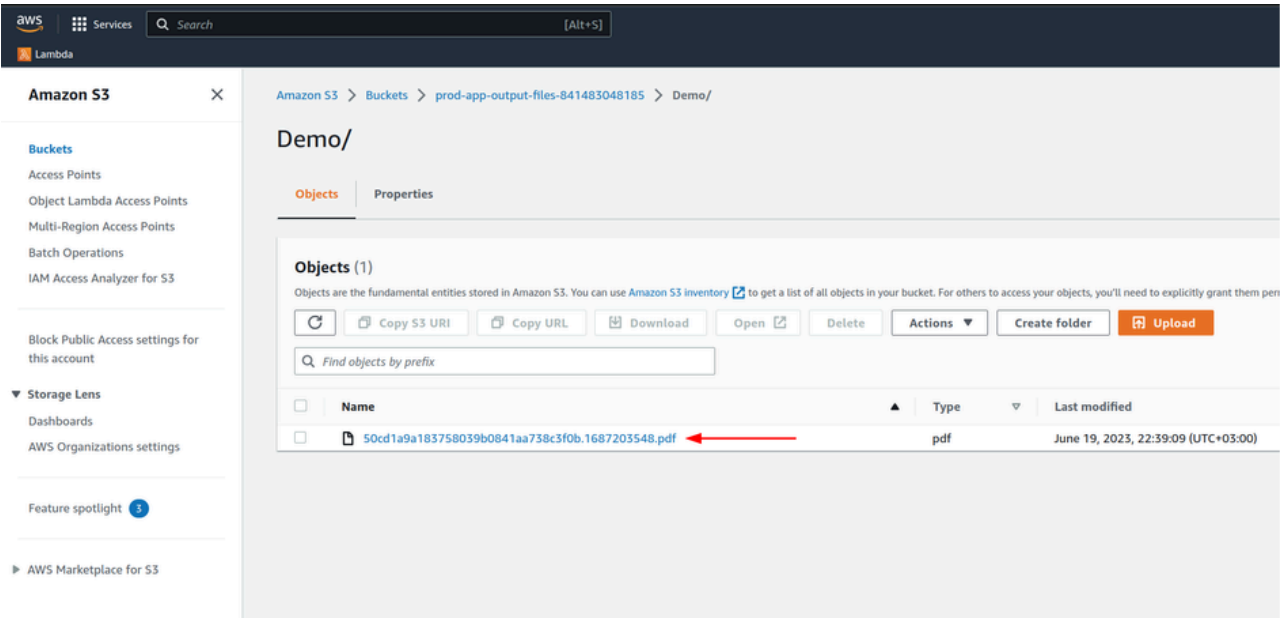 aws Services Search [Alt+S]
Lambda
Amazon S3
Buckets
Access Points
Object Lambda Access Points
Multi-Region Access Points
Batch Operations
IAM Access Analyzer for S3
Block Public Access settings for
this account
Storage Lens
Dashboards
AWS Organizations settings
Feature spotlight 3
AWS Marketplace for S3
Amazon S3 Buckets prod-app-output-files-841483048185 Demo/
Demo/
Objects Properties
Objects (1)
Objects are the fundamental entities stored in Amazon S3. You can use Amazon S3 inventory to get a list of all objects in your bucket. For others to access your objects, you'll need to explicitly grant them per
Copy S3 URI Copy URL Download Open Delete Actions Create folder Upload
Find objects by prefix
Name Type Last modified
50cd1a9a183758039b0841aa738c3f0b.1687203548.pdf pdf June 19, 2023, 22:39:09 (UTC+03:00)